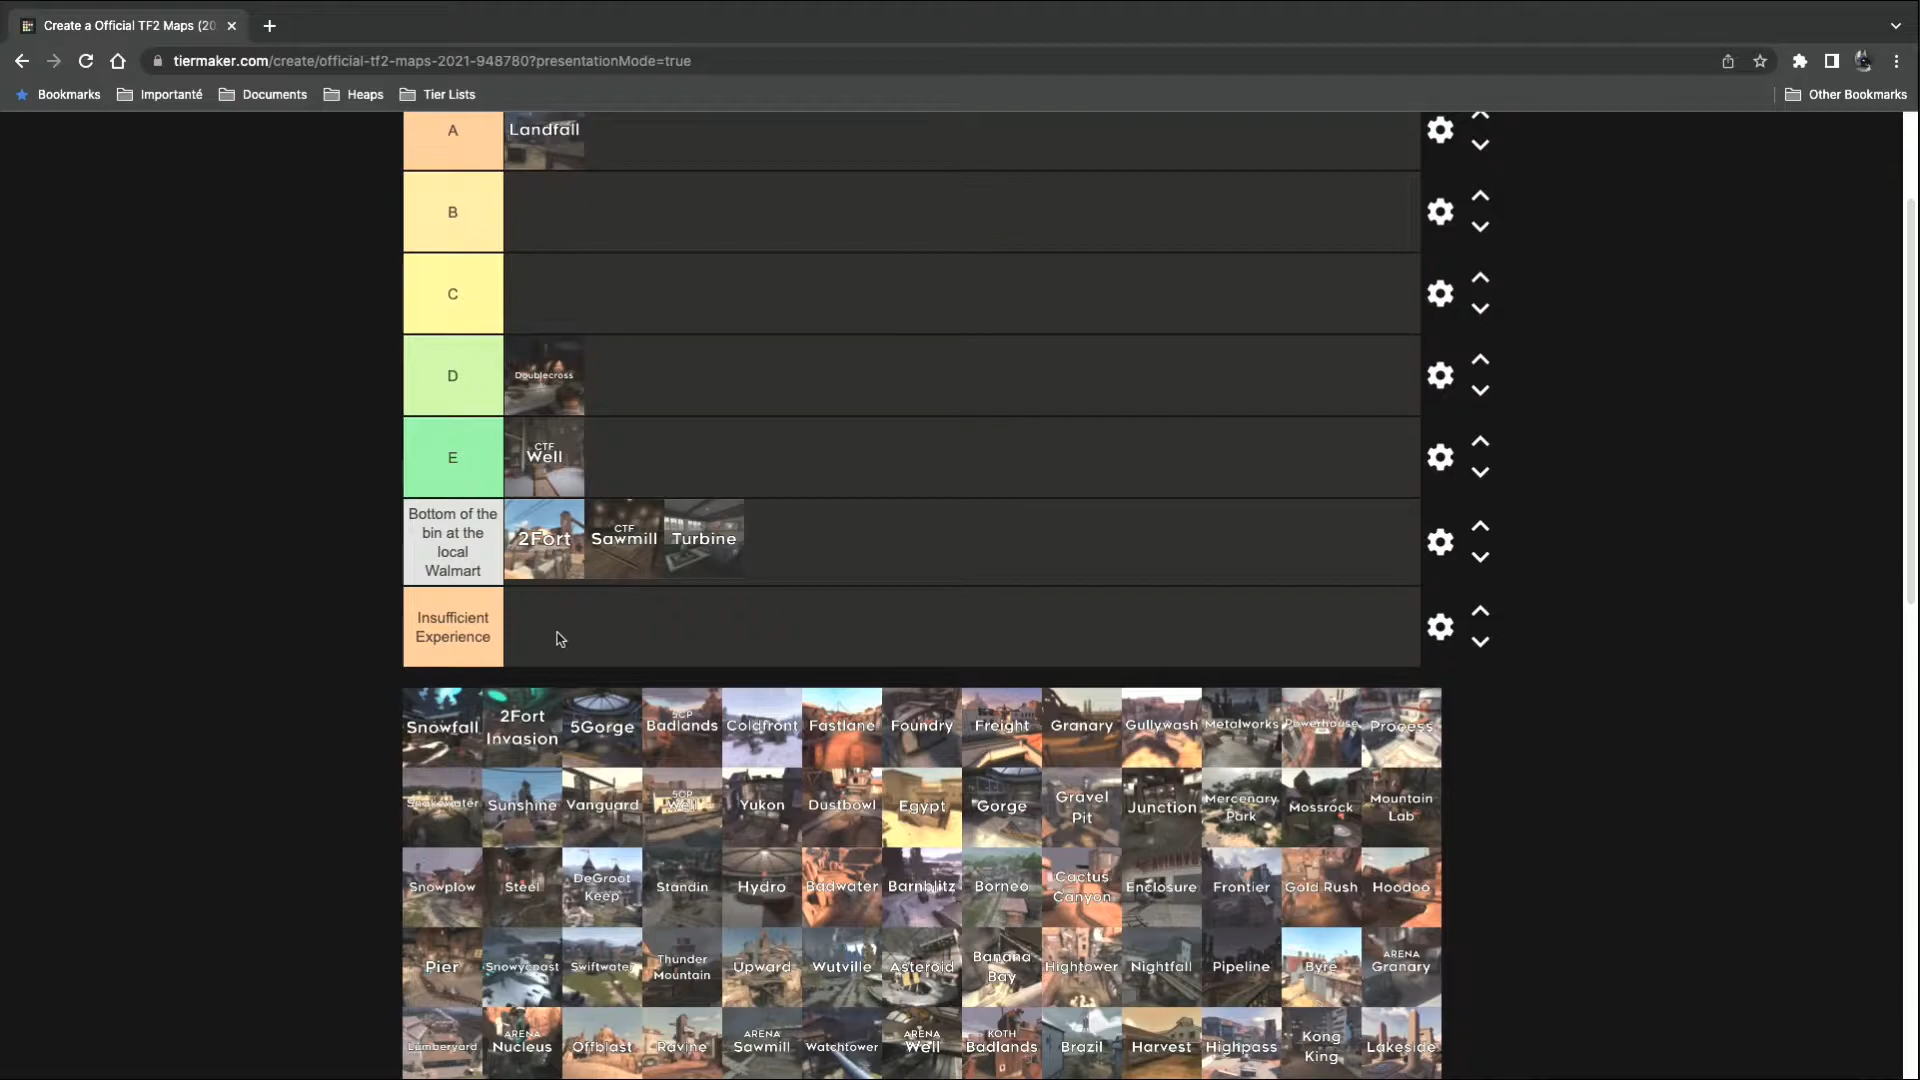 Create a Official TF2 Maps (20
tiermaker.com/create/official-tf2-maps-2021-948780?presentationMode=true
Bookmarks Importanté Documents Heaps Tier Lists Other Bookmarks
A Landfall
B
C
D Doublecross
E CTF Well
Bottom of the
bin at the
local
Walmart
2Fort CTF Sawmill Turbine
Insufficient
Experience
Snowfall 2Fort Invasion 5Gorge 5CP Badlands Coldfront Fastlane Foundry Freight Granary Gullywash Metalworks Powerhouse Process
Snakewater Sunshine Vanguard 5CP Well Yukon Dustbowl Egypt Gorge Gravel Pit Junction Mercenary Park Mossrock Mountain Lab
Snowplow Steel DeGroot Keep Standin Hydro Badwater Barnblitz Borneo Cactus Canyon Enclosure Frontier Gold Rush Hoodoo
Pier Snowycoast Swiftwater Thunder Mountain Upward Wutville Asteroid Banana Bay Hightower Nightfall Pipeline Byre ARENA Granary
Lumberyard ARENA Nucleus Offblast Ravine ARENA Sawmill Watchtower ARENA Well KOTH Badlands Brazil Harvest Highpass Kong King Lakeside